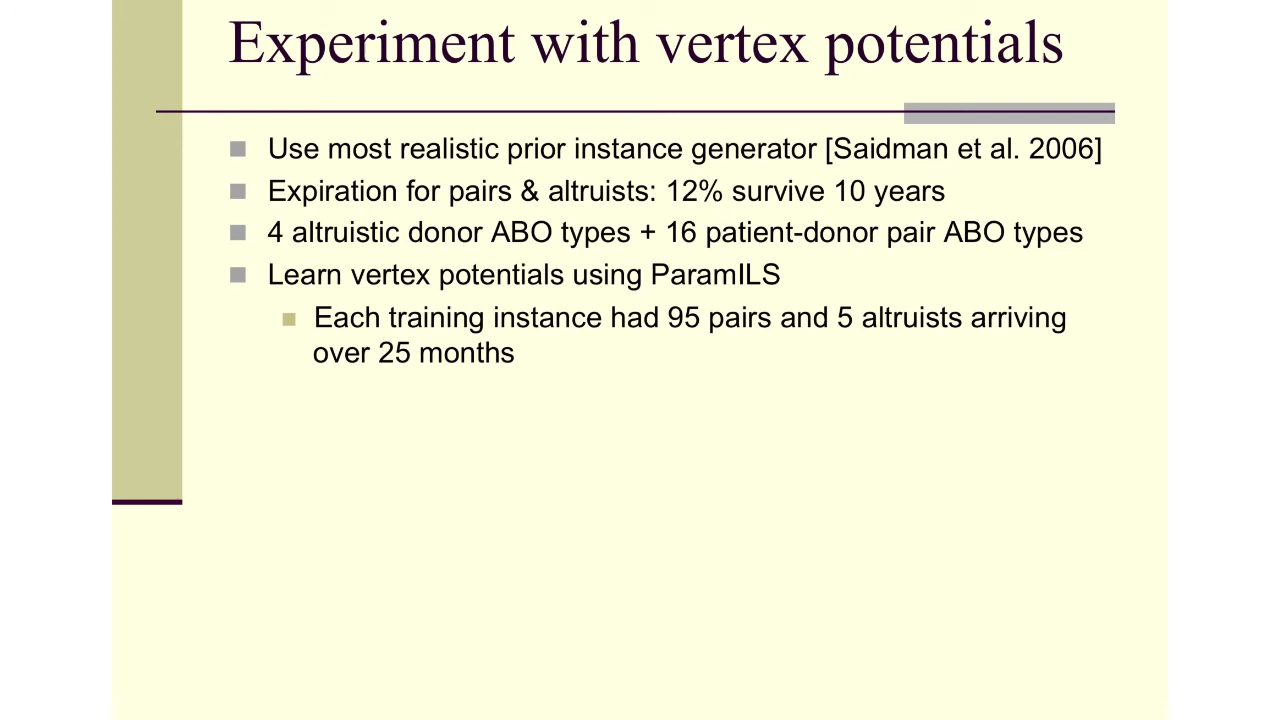 Experiment with vertex potentials
Use most realistic prior instance generator [Saidman et al. 2006]
Expiration for pairs & altruists: 12% survive 10 years
4 altruistic donor ABO types + 16 patient-donor pair ABO types
Learn vertex potentials using ParamILS
Each training instance had 95 pairs and 5 altruists arriving
over 25 months